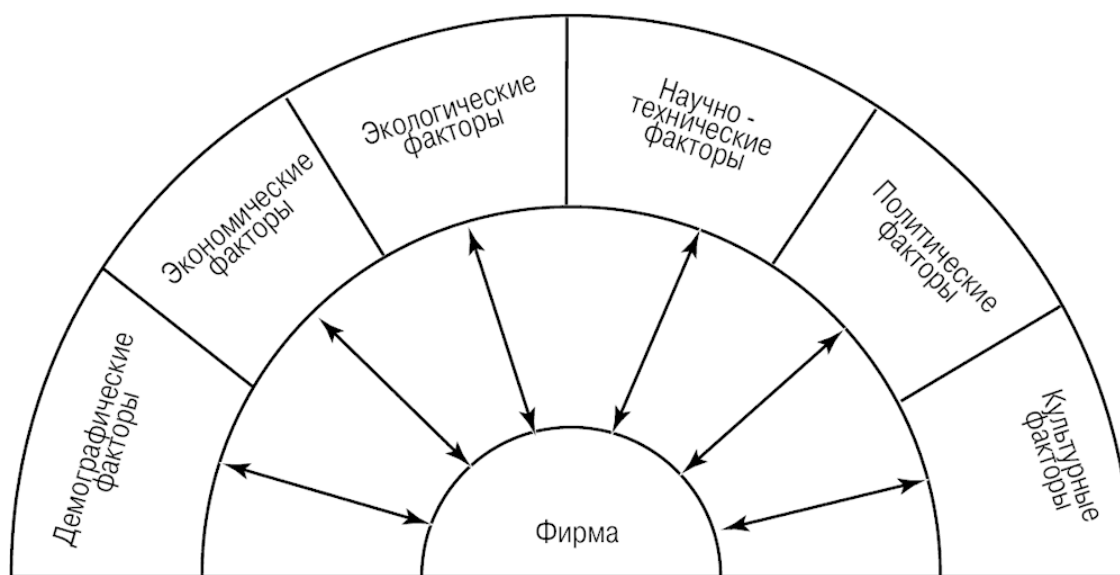 Демографические
факторы
Экономические
факторы
Экологические
факторы
Научно -
технические
факторы
Политические
факторы
Культурные
факторы
Фирма